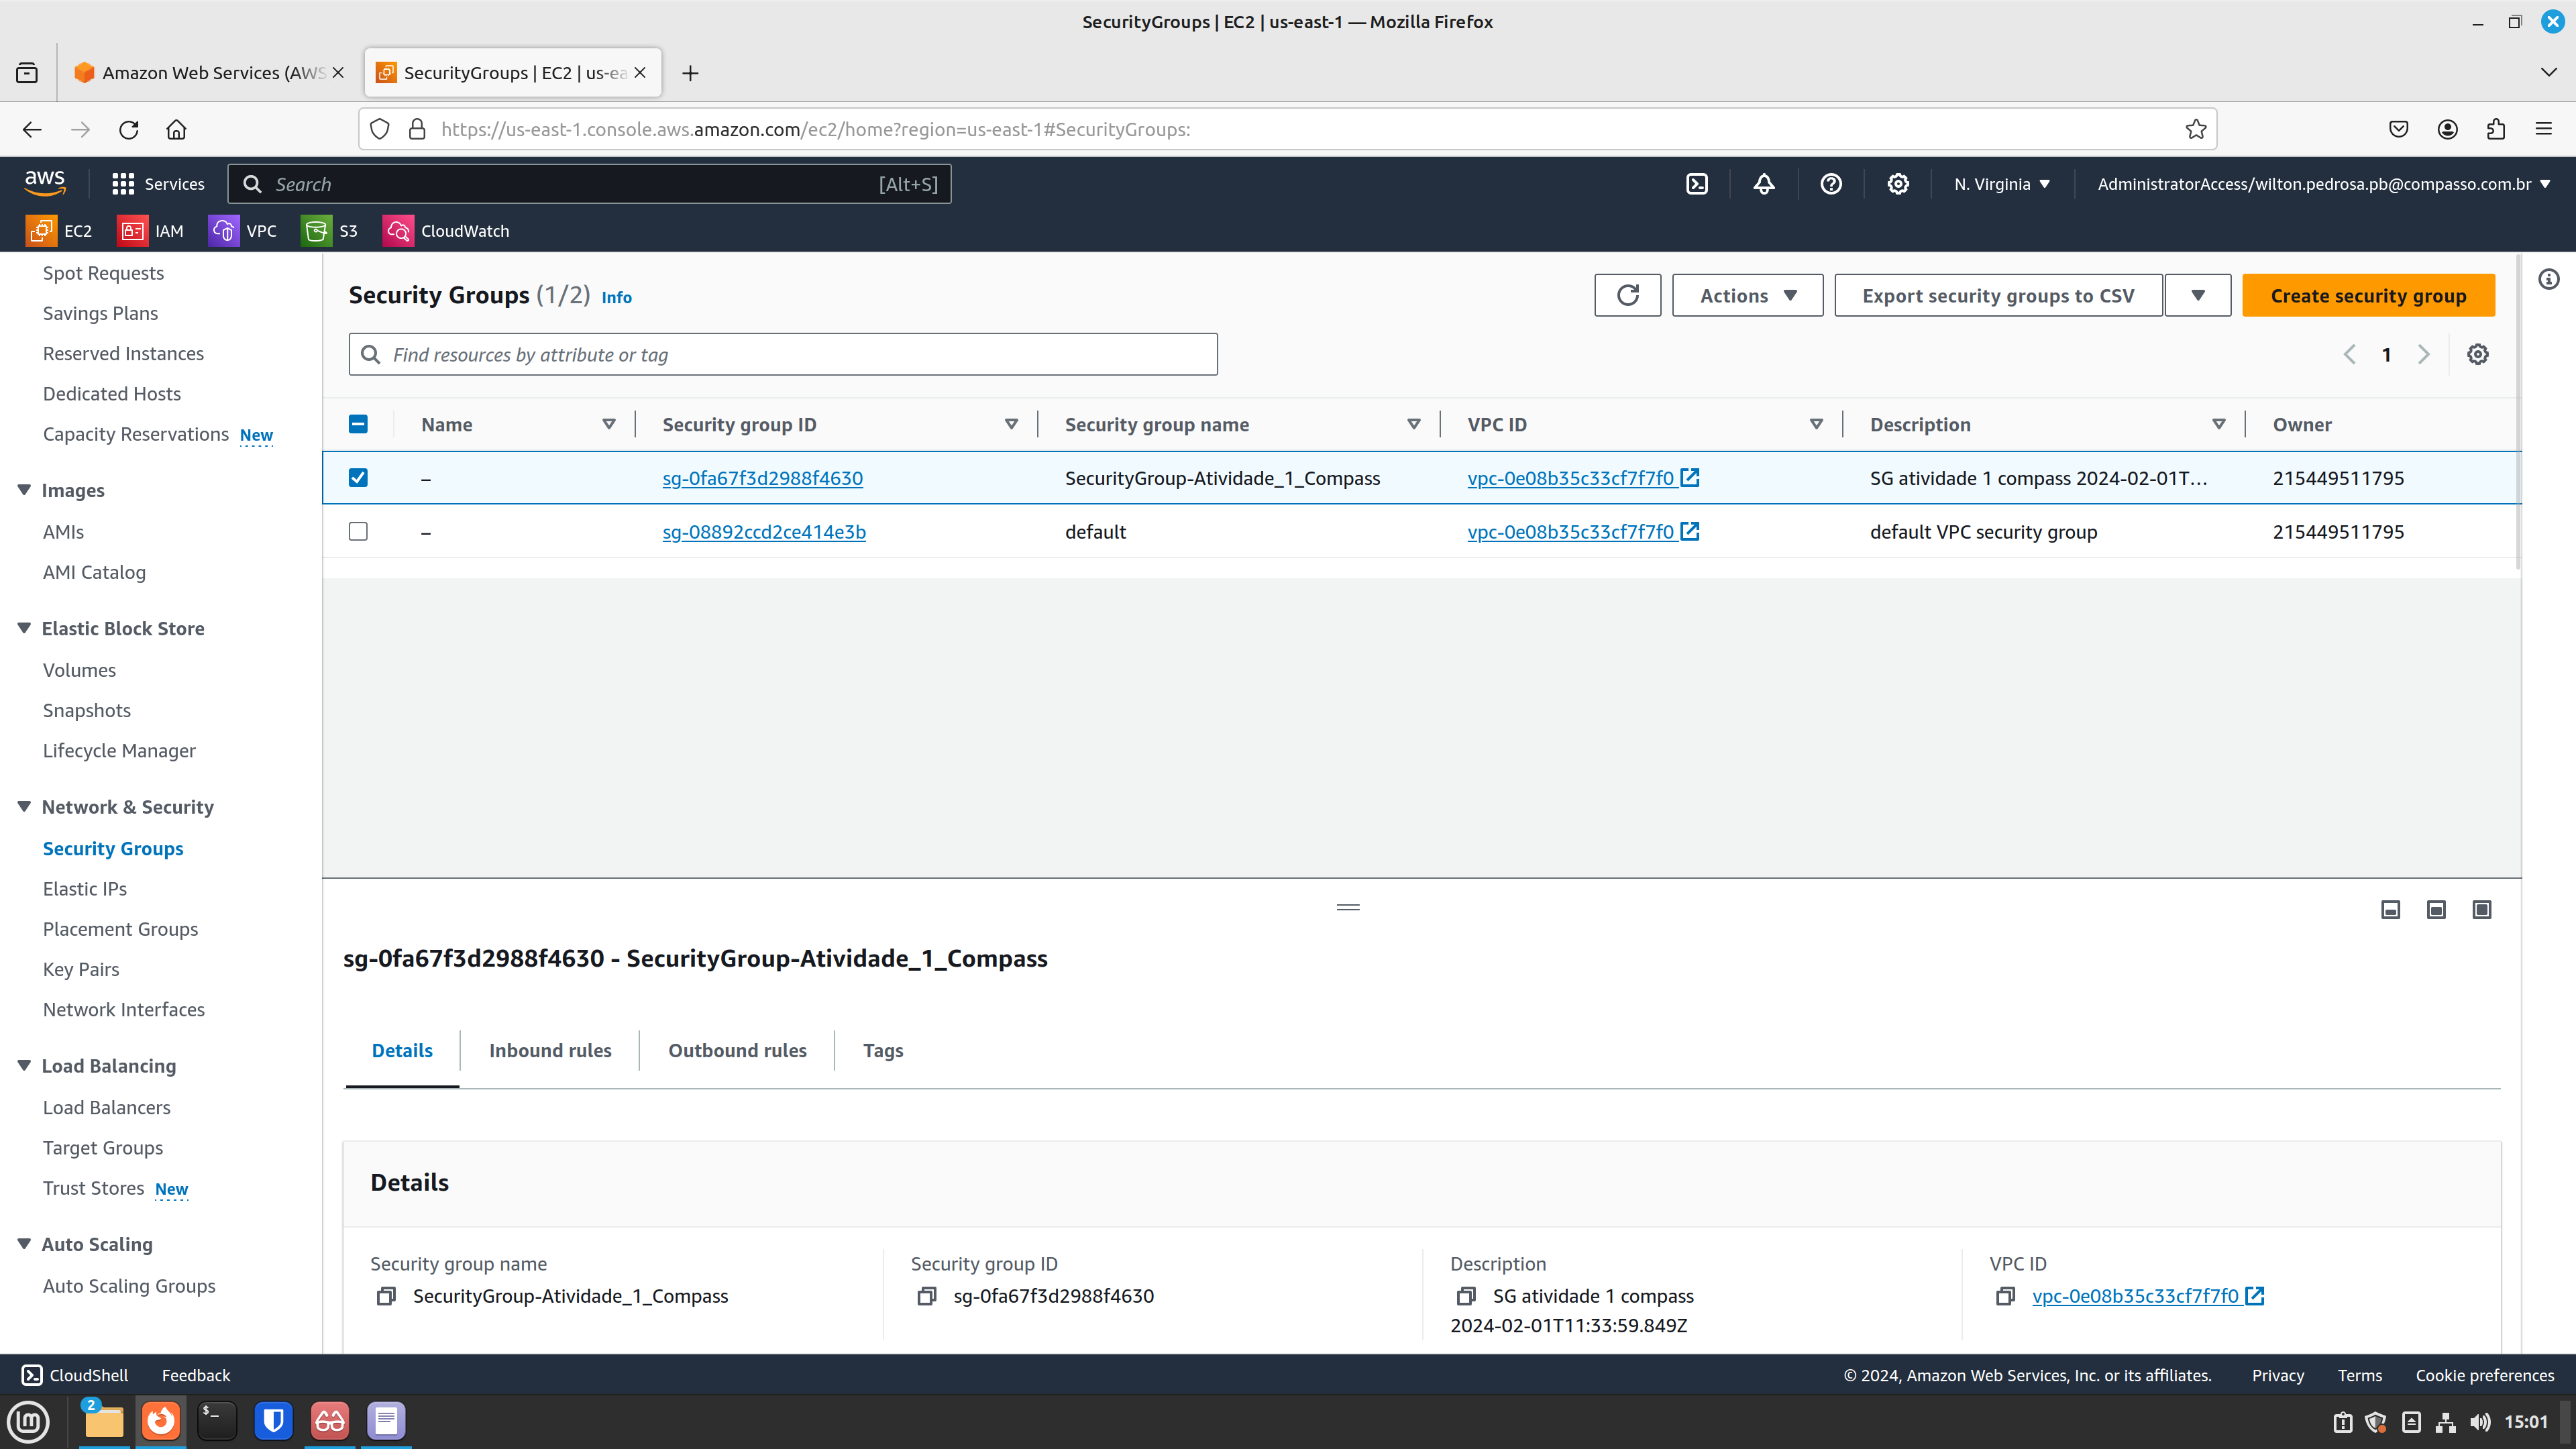 SecurityGroups | EC2 | us-east-1 — Mozilla Firefox
Amazon Web Services (AWS
SecurityGroups | EC2 | us-ea
https://us-east-1.console.aws.amazon.com/ec2/home?region=us-east-1#SecurityGroups:
aws
Services
Search
[Alt+S]
N. Virginia
AdministratorAccess/wilton.pedrosa.pb@compasso.com.br
EC2
IAM
VPC
S3
CloudWatch
Spot Requests
Savings Plans
Reserved Instances
Dedicated Hosts
Capacity Reservations New
Images
AMIs
AMI Catalog
Elastic Block Store
Volumes
Snapshots
Lifecycle Manager
Network & Security
Security Groups
Elastic IPs
Placement Groups
Key Pairs
Network Interfaces
Load Balancing
Load Balancers
Target Groups
Trust Stores New
Auto Scaling
Auto Scaling Groups
Security Groups (1/2) Info
Actions
Export security groups to CSV
Create security group
Find resources by attribute or tag
1
Name Security group ID Security group name VPC ID Description Owner
– sg-0fa67f3d2988f4630 SecurityGroup-Atividade_1_Compass vpc-0e08b35c33cf7f7f0 SG atividade 1 compass 2024-02-01T... 215449511795
– sg-08892ccd2ce414e3b default vpc-0e08b35c33cf7f7f0 default VPC security group 215449511795
sg-0fa67f3d2988f4630 - SecurityGroup-Atividade_1_Compass
Details Inbound rules Outbound rules Tags
Details
Security group name
SecurityGroup-Atividade_1_Compass
Security group ID
sg-0fa67f3d2988f4630
Description
SG atividade 1 compass
2024-02-01T11:33:59.849Z
VPC ID
vpc-0e08b35c33cf7f7f0
CloudShell
Feedback
© 2024, Amazon Web Services, Inc. or its affiliates.
Privacy
Terms
Cookie preferences
2
$_
15:01